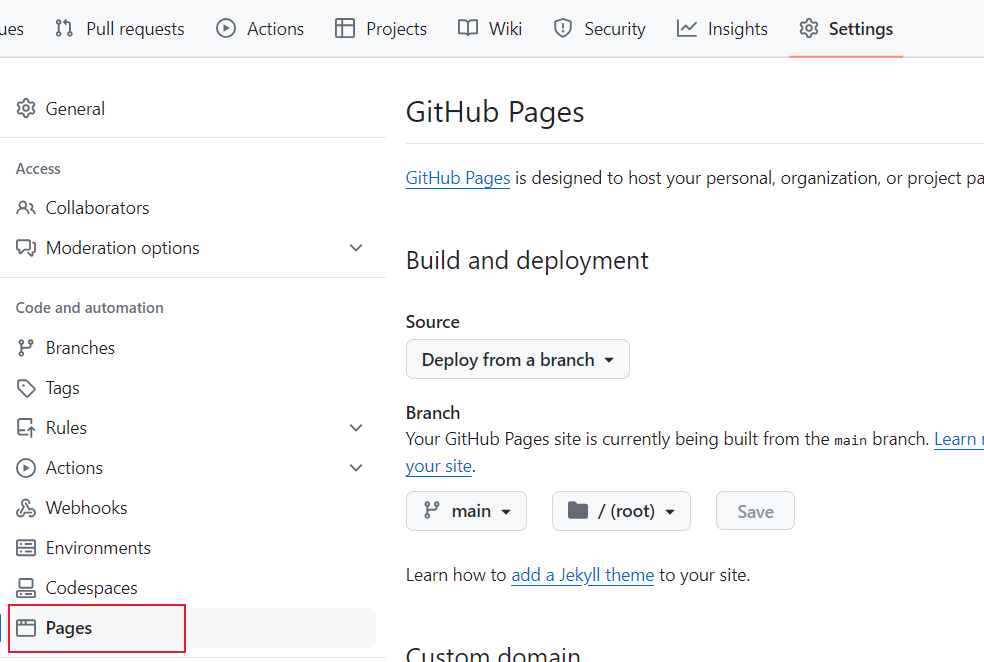 ues Pull requests Actions Projects Wiki Security Insights Settings
General
Access
Collaborators
Moderation options
Code and automation
Branches
Tags
Rules
Actions
Webhooks
Environments
Codespaces
Pages
GitHub Pages
GitHub Pages is designed to host your personal, organization, or project pa
Build and deployment
Source
Deploy from a branch
Branch
Your GitHub Pages site is currently being built from the main branch. Learn
your site.
main / (root) Save
Learn how to add a Jekyll theme to your site.
Custom domain